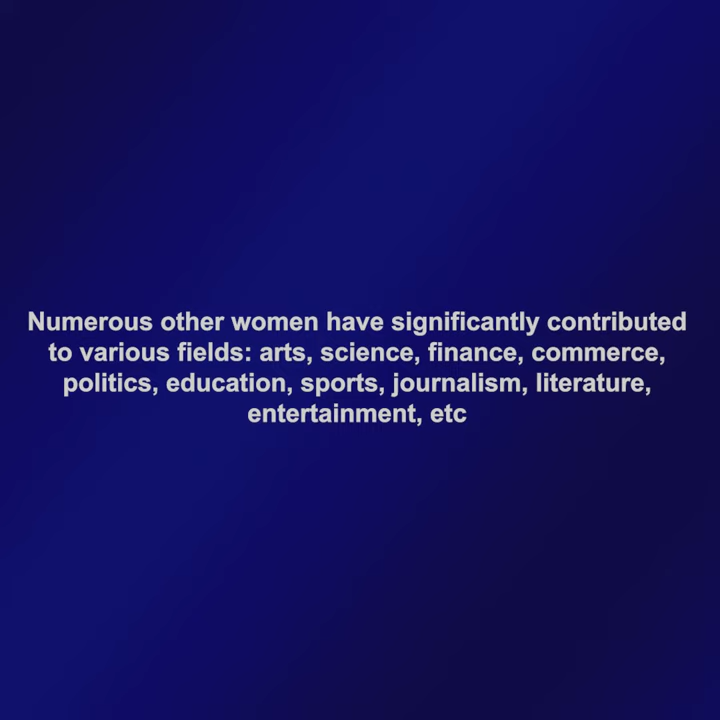 Numerous other women have significantly contributed
to various fields: arts, science, finance, commerce,
politics, education, sports, journalism, literature,
entertainment, etc